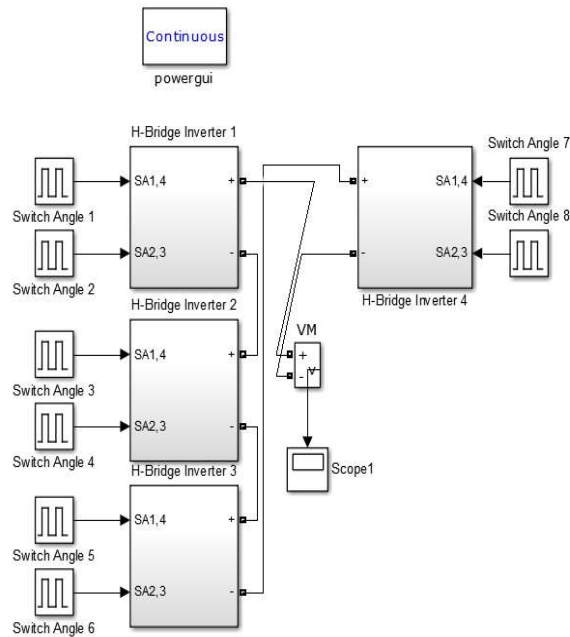 Continuous
powergui
H-Bridge Inverter 1
Switch Angle 1
SA1,4
+
Switch Angle 2
SA2,3
-
H-Bridge Inverter 2
Switch Angle 3
SA1,4
+
Switch Angle 4
SA2,3
-
H-Bridge Inverter 3
Switch Angle 5
SA1,4
+
Switch Angle 6
SA2,3
-
Switch Angle 7
+
SA1,4
Switch Angle 8
-
SA2,3
H-Bridge Inverter 4
VM
+
-
v
Scope1